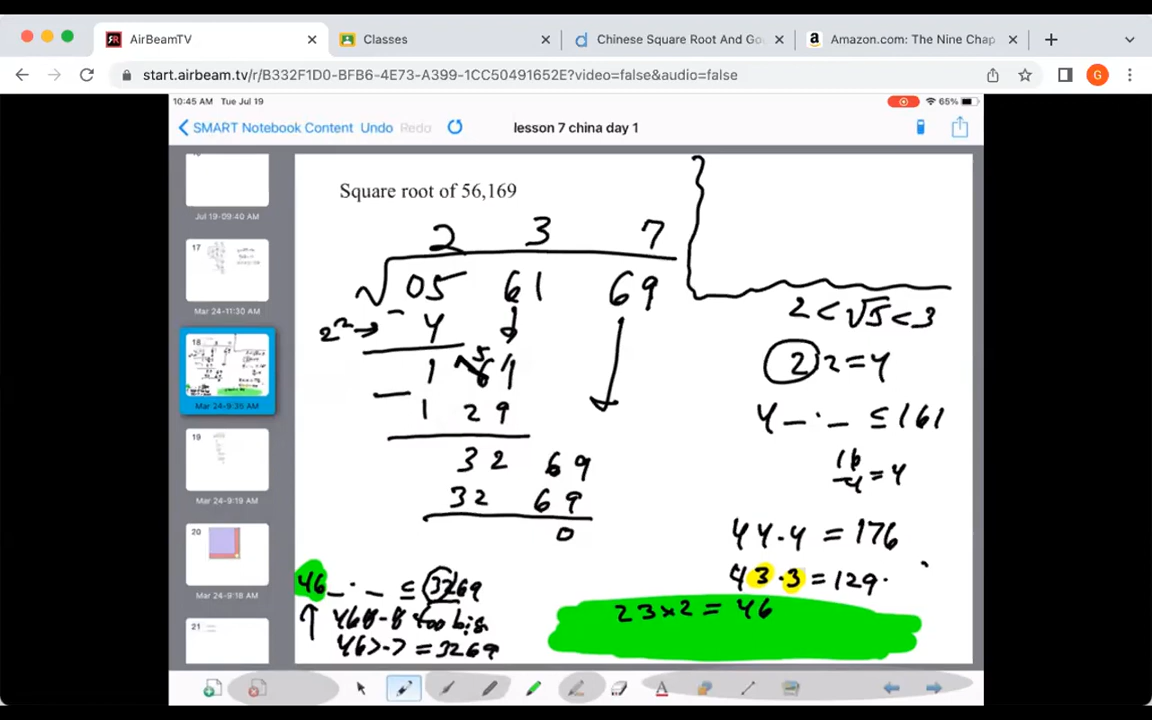 AirBeamTV
Classes
Chinese Square Root And Geo
Amazon.com: The Nine Chap
start.airbeam.tv/r/B332F1D0-BFB6-4E73-A399-1CC50491652E?video=false&audio=false
G
10:45 AM Tue Jul 19
65%
SMART Notebook Content Undo Redo
lesson 7 china day 1
Jul 19-09:40 AM
17
Mar 24-11:30 AM
18
Mar 24-9:35 AM
19
Mar 24-9:19 AM
20
Mar 24-9:18 AM
21
Square root of 56,169
2 3 7
√05 61 69
2² → - 4
1 5 61
- 1 29
32 69
32 69
0
46_ · _ ≤ 3269
468 · 8 too big
467 · 7 = 3269
2 < √5 < 3
2 2 = 4
4_ · _ ≤ 161
16/4 = 4
44 · 4 = 176
43 · 3 = 129.
23 × 2 = 46
A